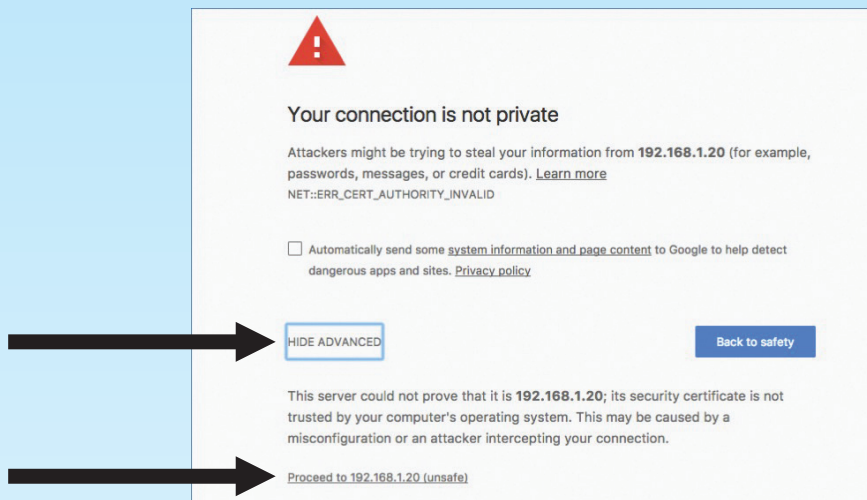 Your connection is not private
Attackers might be trying to steal your information from 192.168.1.20 (for example,
passwords, messages, or credit cards). Learn more
NET::ERR_CERT_AUTHORITY_INVALID
Automatically send some system information and page content to Google to help detect
dangerous apps and sites. Privacy policy
HIDE ADVANCED
Back to safety
This server could not prove that it is 192.168.1.20; its security certificate is not
trusted by your computer's operating system. This may be caused by a
misconfiguration or an attacker intercepting your connection.
Proceed to 192.168.1.20 (unsafe)